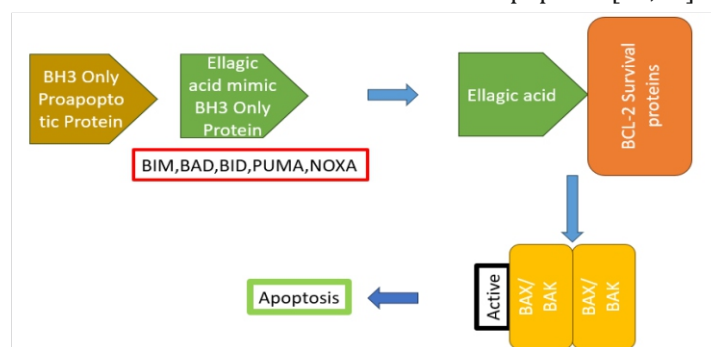 BH3 Only
Proapopto
tic Protein
Ellagic
acid mimic
BH3 Only
Protein
BIM,BAD,BID,PUMA,NOXA
Ellagic acid
BCL-2 Survival
proteins
Active
BAX/
BAK
BAX/
BAK
Apoptosis